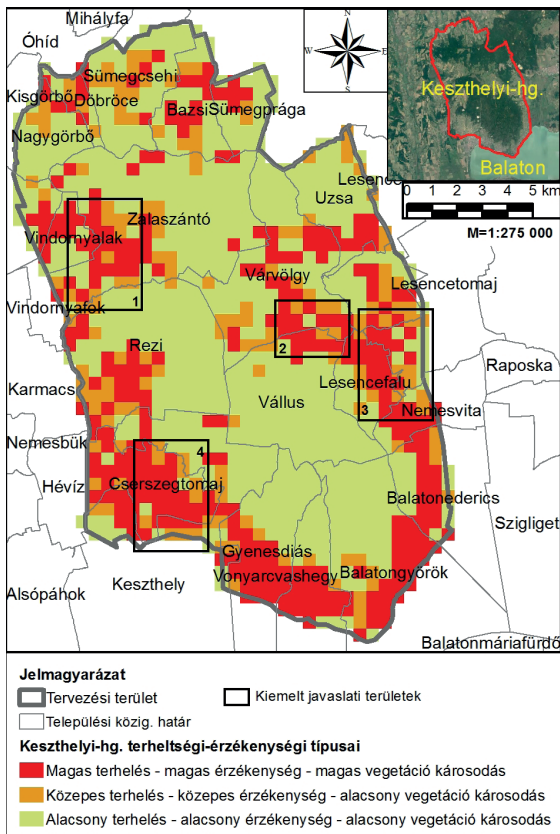 Mihályfa
Óhíd
Sümegcsehi
Kisgörbő
Döbröce
Bazsi
Sümegprága
Nagygörbő
N
W
E
S
Keszthelyi-hg.
Balaton
0 1 2 3 4 5 km
M=1:275 000
Lesence
Uzsa
Zalaszántó
Vindornyalak
1
Várvölgy
Lesencetomaj
Vindornyafok
2
Rezi
Raposka
Lesencefalu
Karmacs
Vállus
3
Nemesvita
Nemesbük
4
Hévíz
Cserszegtomaj
Balatonederics
Szigliget
Gyenesdiás
Alsópáhok
Keszthely
Vonyarcvashegy
Balatongyörök
Balatonmáriafürdő
Jelmagyarázat
Tervezési terület
Kiemelt javaslati területek
Települési közig. határ
Keszthelyi-hg. terheltségi-érzékenységi típusai
Magas terhelés - magas érzékenység - magas vegetáció károsodás
Közepes terhelés - közepes érzékenység - alacsony vegetáció károsodás
Alacsony terhelés - alacsony érzékenység - alacsony vegetáció károsodás